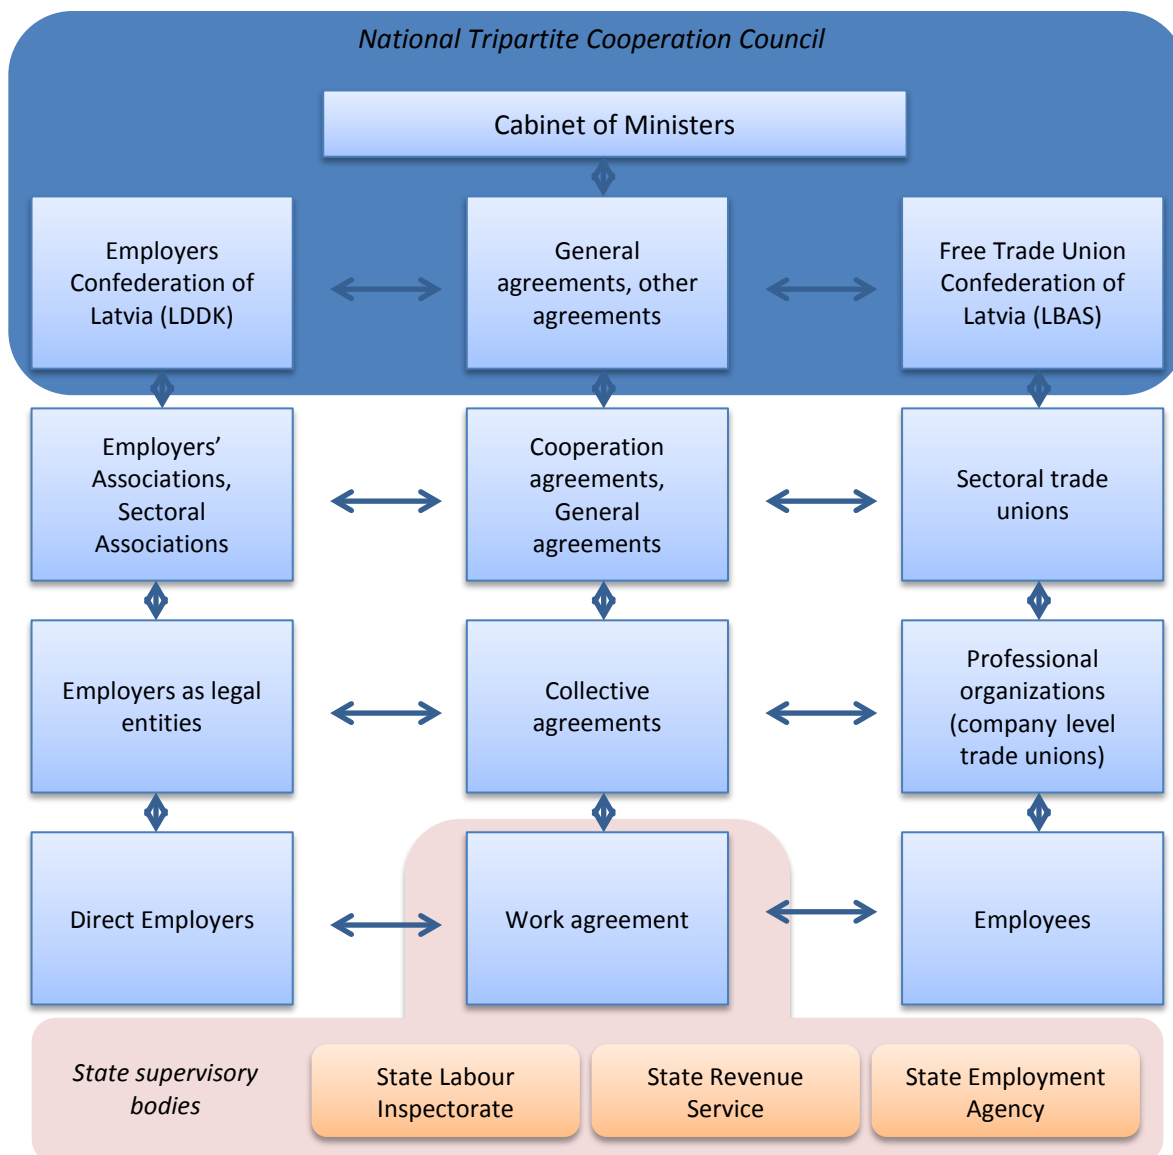 National Tripartite Cooperation Council
Cabinet of Ministers
Employers
Confederation of
Latvia (LDDK)
General
agreements, other
agreements
Free Trade Union
Confederation of
Latvia (LBAS)
Employers’
Associations,
Sectoral
Associations
Cooperation
agreements,
General
agreements
Sectoral trade
unions
Employers as legal
entities
Collective
agreements
Professional
organizations
(company level
trade unions)
Direct Employers
Work agreement
Employees
State supervisory
bodies
State Labour
Inspectorate
State Revenue
Service
State Employment
Agency